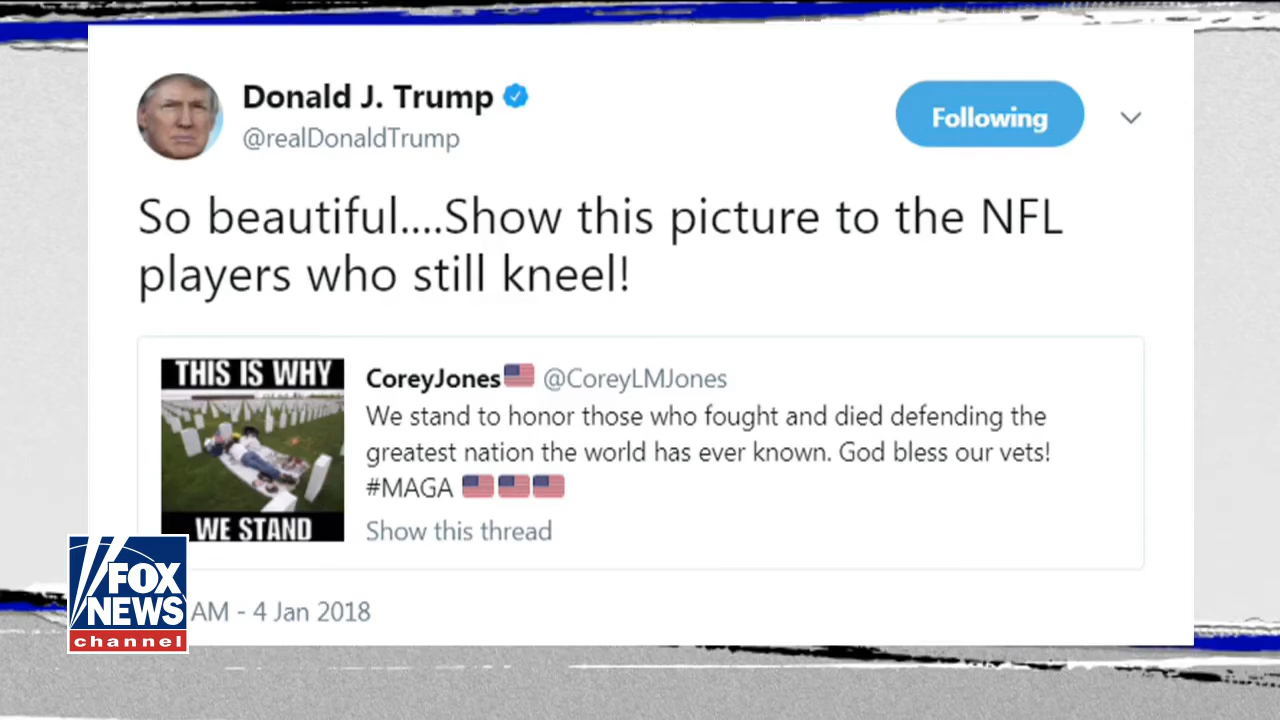 Donald J. Trump
@realDonaldTrump
Following
So beautiful....Show this picture to the NFL
players who still kneel!
THIS IS WHY
WE STAND
CoreyJones🇺🇸 @CoreyLMJones
We stand to honor those who fought and died defending the
greatest nation the world has ever known. God bless our vets!
#MAGA 🇺🇸🇺🇸🇺🇸
Show this thread
AM - 4 Jan 2018
FOX
NEWS
channel